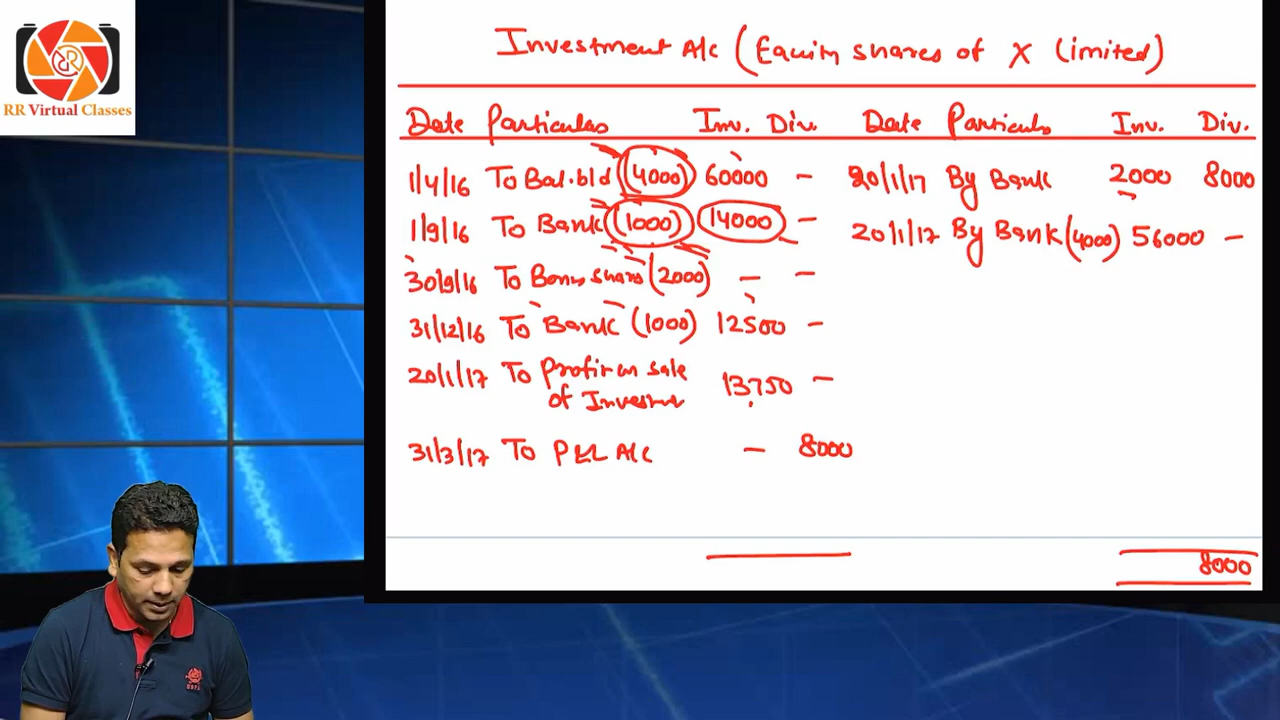 RR Virtual Classes
Investment A/c (Equity shares of X Limited)
Date Particulars Inv. Div. Date Particulars Inv. Div.
1/4/16 To Bal. b/d (4000) 60000 - 20/1/17 By Bank 2000 8000
1/9/16 To Bank (1000) 14000 - 20/1/17 By Bank (4000) 56000 -
30/9/16 To Bonus share (2000) - -
31/12/16 To Bank (1000) 12500 -
20/1/17 To Profit on sale
of Investment 13750 -
31/3/17 To P&L A/c - 8000
8000